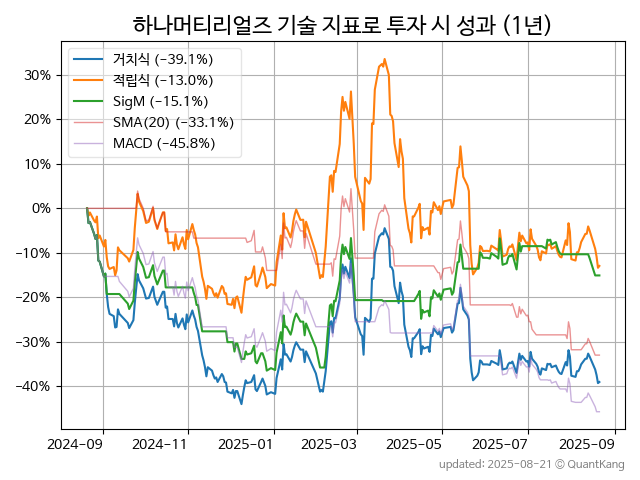 하나머티리얼즈 기술 지표로 투자 시 성과 (1년)
거치식 (−39.1%)
적립식 (−13.0%)
SigM (−15.1%)
SMA(20) (−33.1%)
MACD (−45.8%)
30%
20%
10%
0%
−10%
−20%
−30%
−40%
2024-09 2024-11 2025-01 2025-03 2025-05 2025-07 2025-09
updated: 2025-08-21 © QuantKang